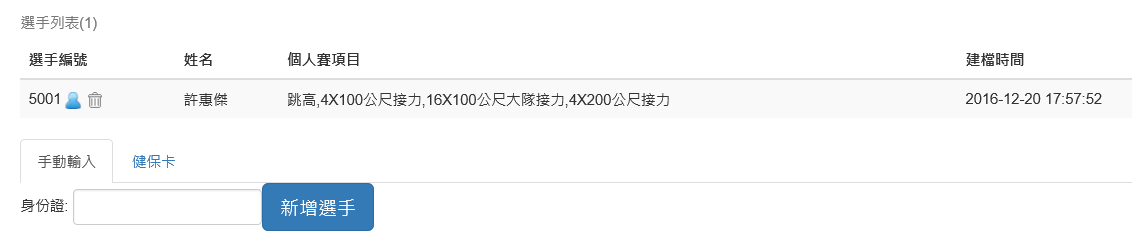 選手列表(1)
選手編號 姓名 個人賽項目 建檔時間
5001 許惠傑 跳高,4X100公尺接力,16X100公尺大隊接力,4X200公尺接力 2016-12-20 17:57:52
手動輸入 健保卡
身份證: 新增選手